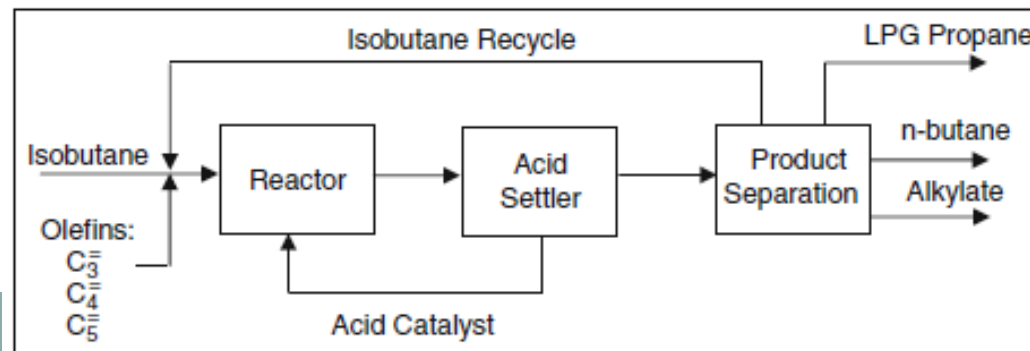 Isobutane Recycle
LPG Propane
Isobutane
Reactor
Acid
Settler
Product
Separation
n-butane
Alkylate
Olefins:
C₃⁼
C₄⁼
C₅⁼
Acid Catalyst